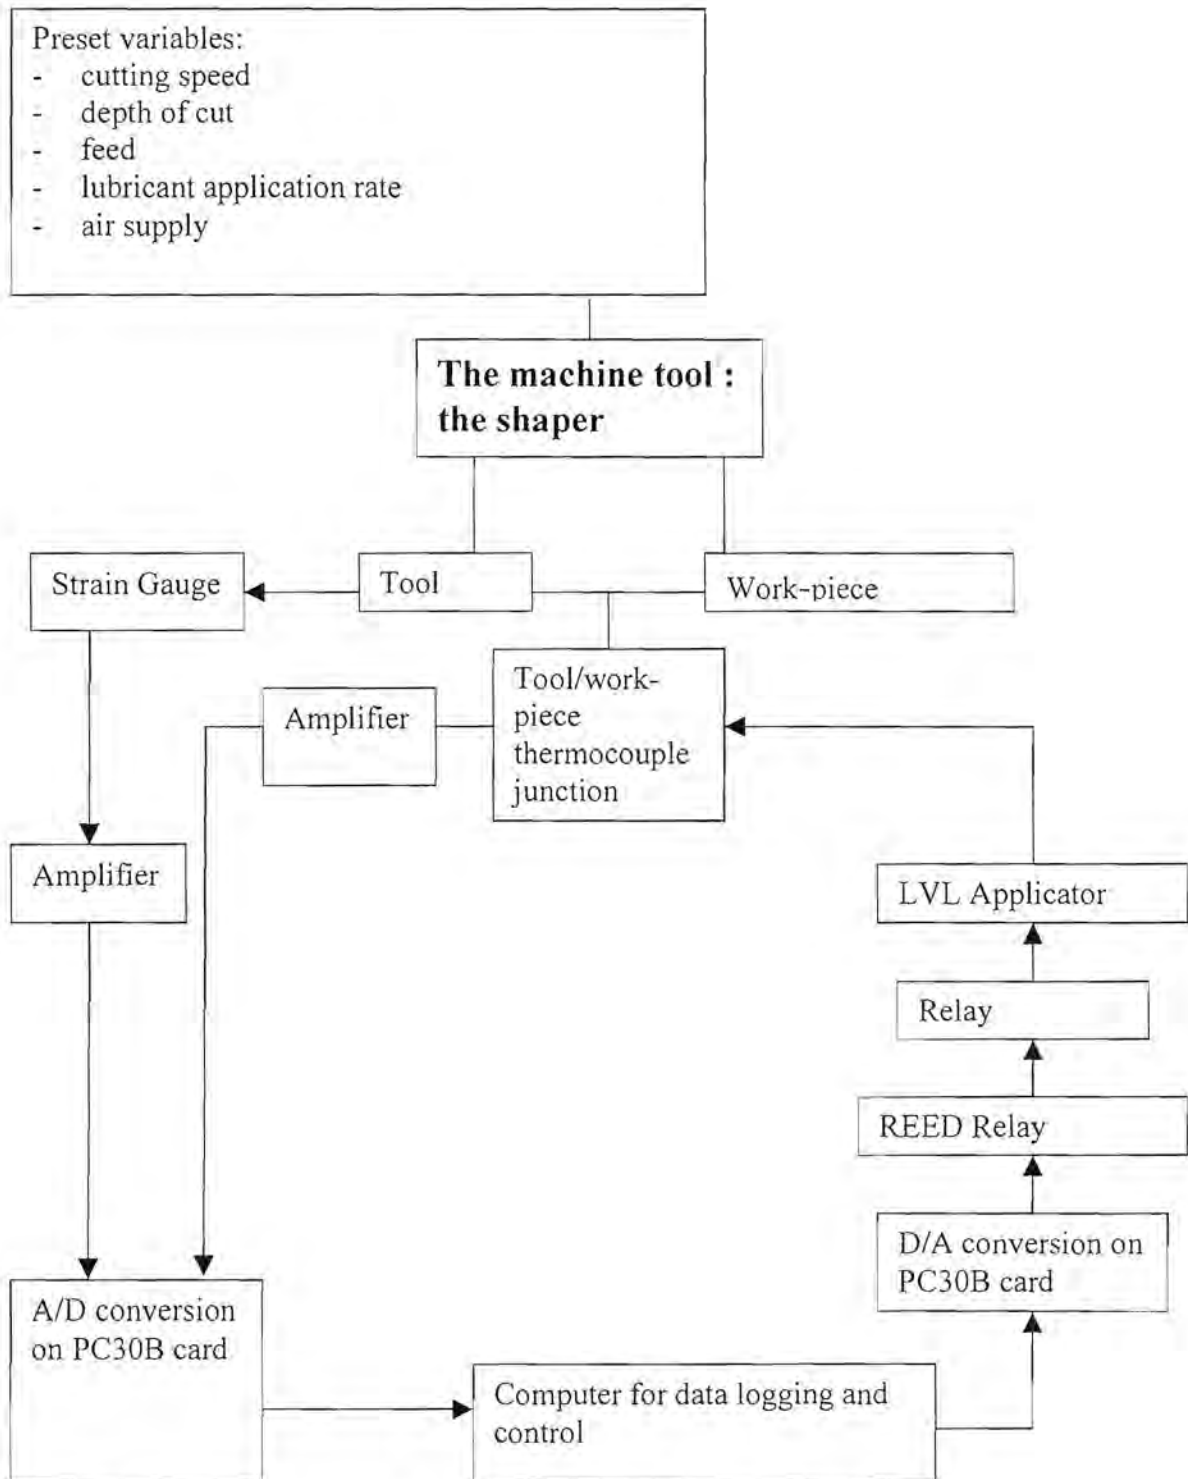 Preset variables:
- cutting speed
- depth of cut
- feed
- lubricant application rate
- air supply
The machine tool :
the shaper
Strain Gauge
Tool
Work-piece
Tool/work-
piece
thermocouple
junction
Amplifier
Amplifier
LVL Applicator
Relay
REED Relay
D/A conversion on
PC30B card
A/D conversion
on PC30B card
Computer for data logging and
control